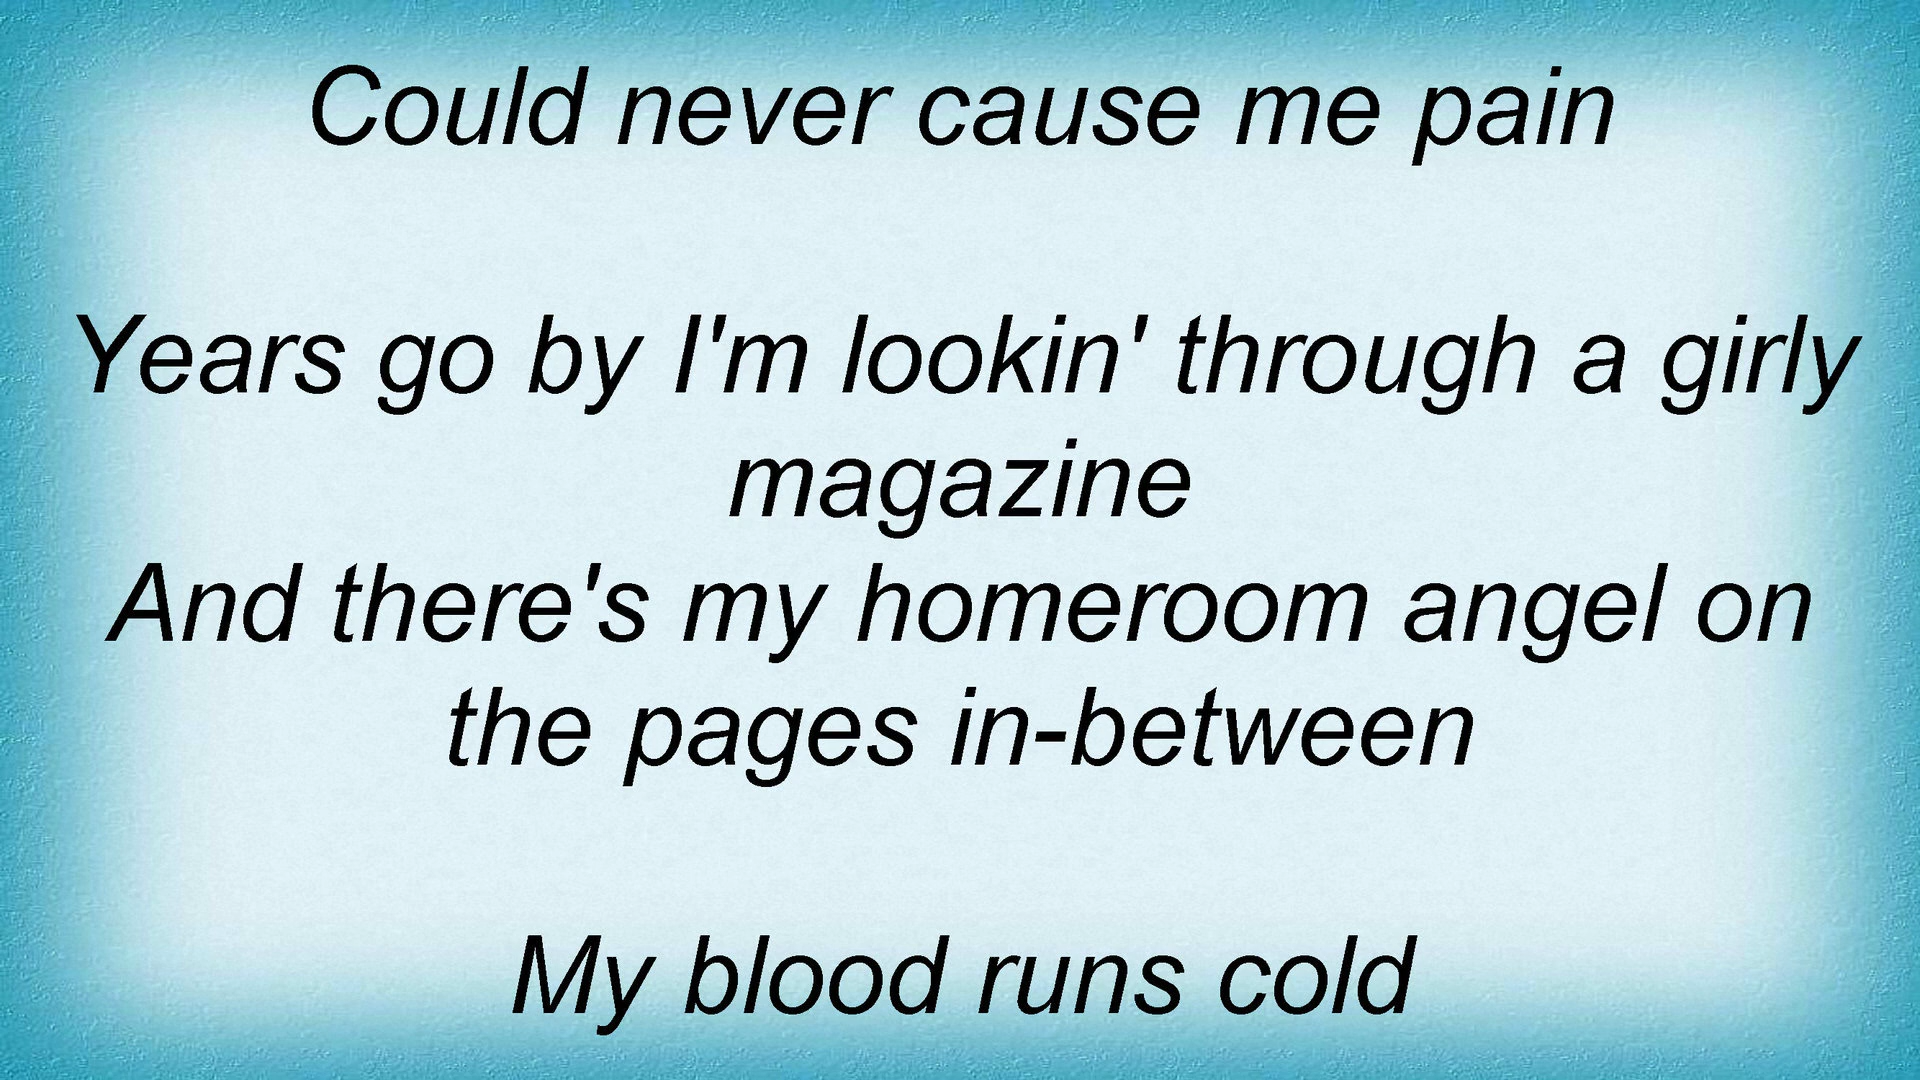 Could never cause me pain
Years go by I'm lookin' through a girly
magazine
And there's my homeroom angel on
the pages in-between
My blood runs cold